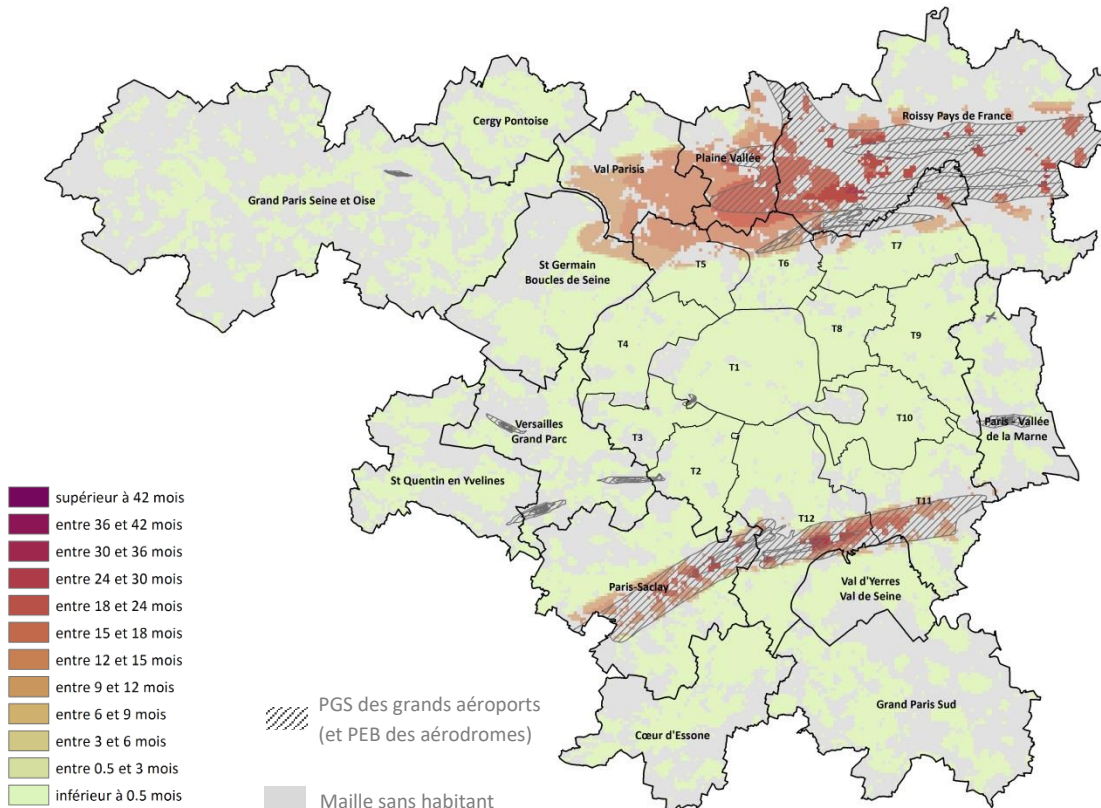 Cergy Pontoise
Roissy Pays de France
Plaine Vallée
Val Parisis
Grand Paris Seine et Oise
T7
St Germain
Boucles de Seine
T5
T6
T8
T9
T4
T1
T10
Versailles
Grand Parc
T3
Paris - Vallée
de la Marne
T2
St Quentin en Yvelines
T11
T12
Paris-Saclay
Val d'Yerres
Val de Seine
Grand Paris Sud
Cœur d'Essone
supérieur à 42 mois
entre 36 et 42 mois
entre 30 et 36 mois
entre 24 et 30 mois
entre 18 et 24 mois
entre 15 et 18 mois
entre 12 et 15 mois
entre 9 et 12 mois
entre 6 et 9 mois
entre 3 et 6 mois
entre 0.5 et 3 mois
inférieur à 0.5 mois
PGS des grands aéroports
(et PEB des aérodromes)
Maille sans habitant